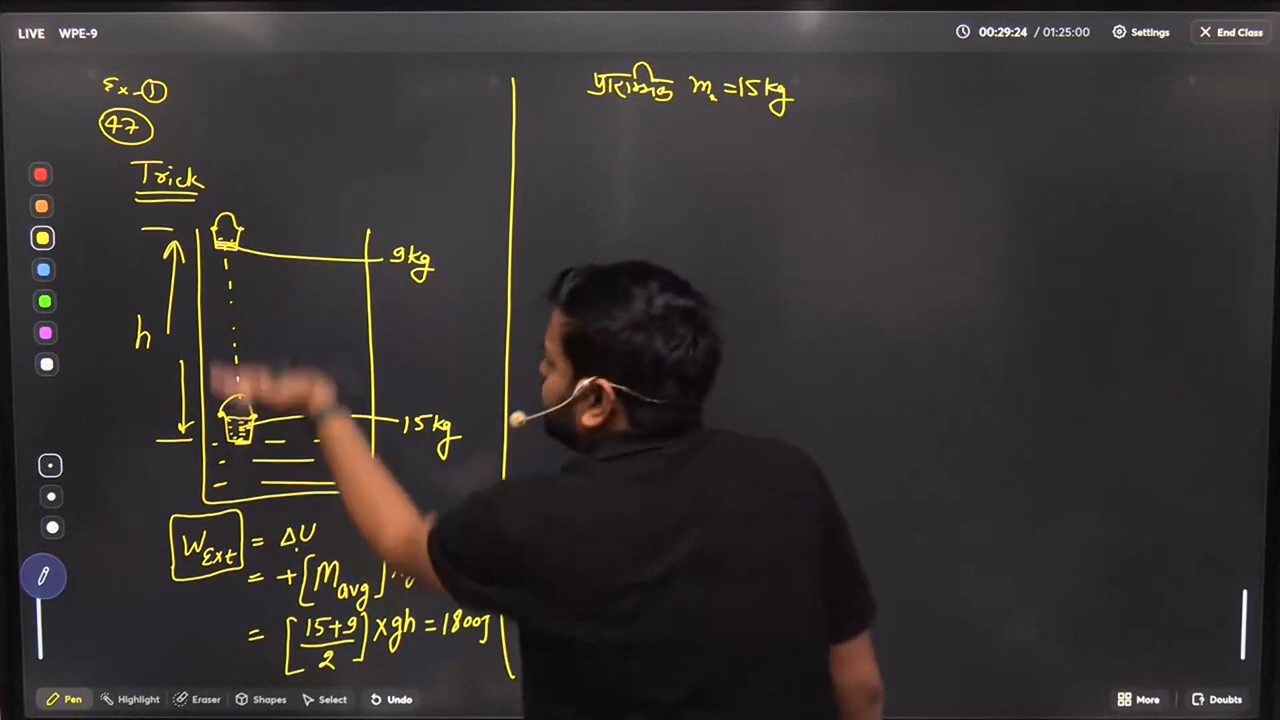 LIVE WPE-9
00:29:24 / 01:25:00 Settings End Class
Ex-①
47
Trick
9kg
h
15kg
W_Ext = ΔU
= +[M_avg]
= [15+9/2] x gh = 1800J
प्रारम्भिक m = 15kg
Pen Highlight Eraser Shapes Select Undo
More Doubts